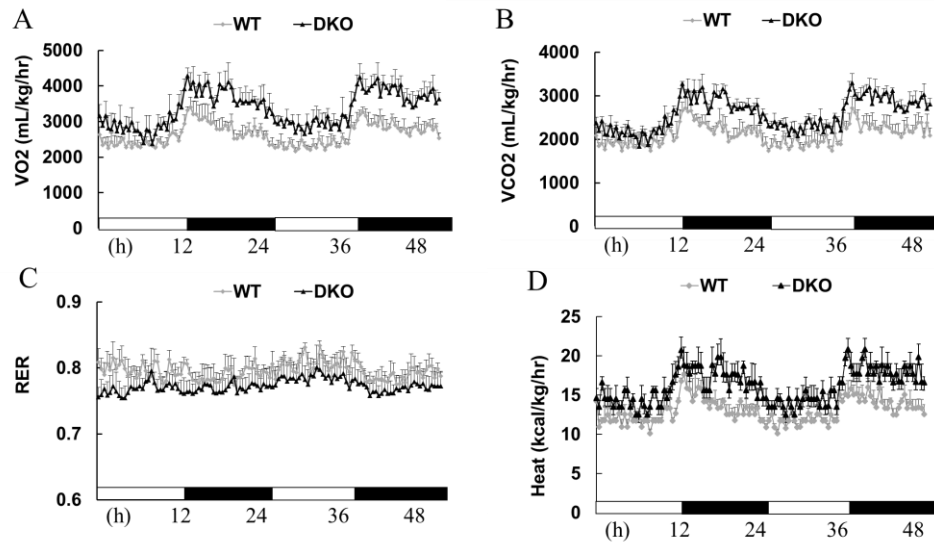 A
WT DKO
VO2 (mL/kg/hr)
5000
4000
3000
2000
1000
0
(h) 12 24 36 48
B
WT DKO
VCO2 (mL/kg/hr)
4000
3000
2000
1000
0
(h) 12 24 36 48
C
WT DKO
RER
0.9
0.8
0.7
0.6
(h) 12 24 36 48
D
WT DKO
Heat (kcal/kg/hr)
25
20
15
10
5
0
(h) 12 24 36 48